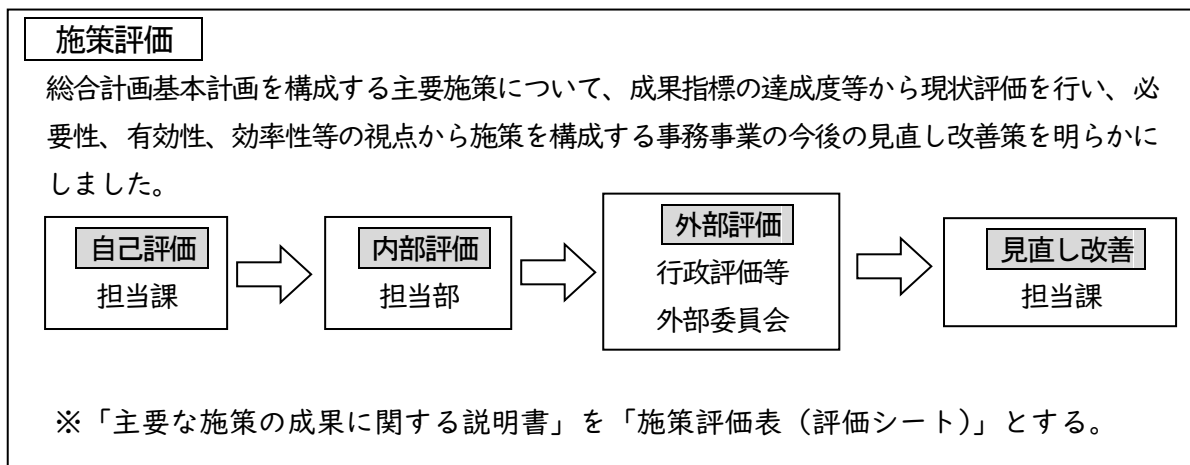 施策評価
総合計画基本計画を構成する主要施策について、成果指標の達成度等から現状評価を行い、必
要性、有効性、効率性等の視点から施策を構成する事務事業の今後の見直し改善策を明らかに
しました。
自己評価
担当課
内部評価
担当部
外部評価
行政評価等
外部委員会
見直し改善
担当課
※「主要な施策の成果に関する説明書」を「施策評価表（評価シート）」とする。